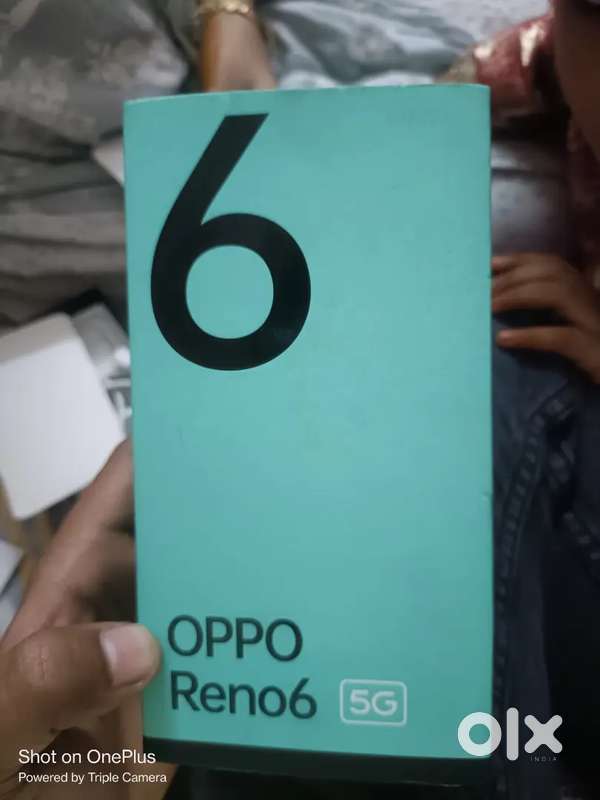 6
OPPO
Reno6 5G
Shot on OnePlus
Powered by Triple Camera
olx
INDIA